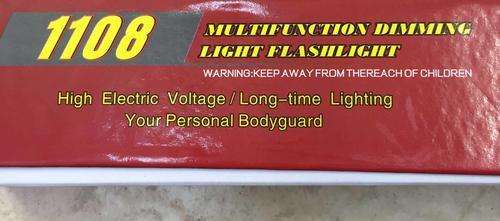 1108
MULTIFUNCTION DIMMING
LIGHT FLASHLIGHT
WARNING:KEEP AWAY FROM THEREACH OF CHILDREN
High Electric Voltage/Long-time Lighting
Your Personal Bodyguard